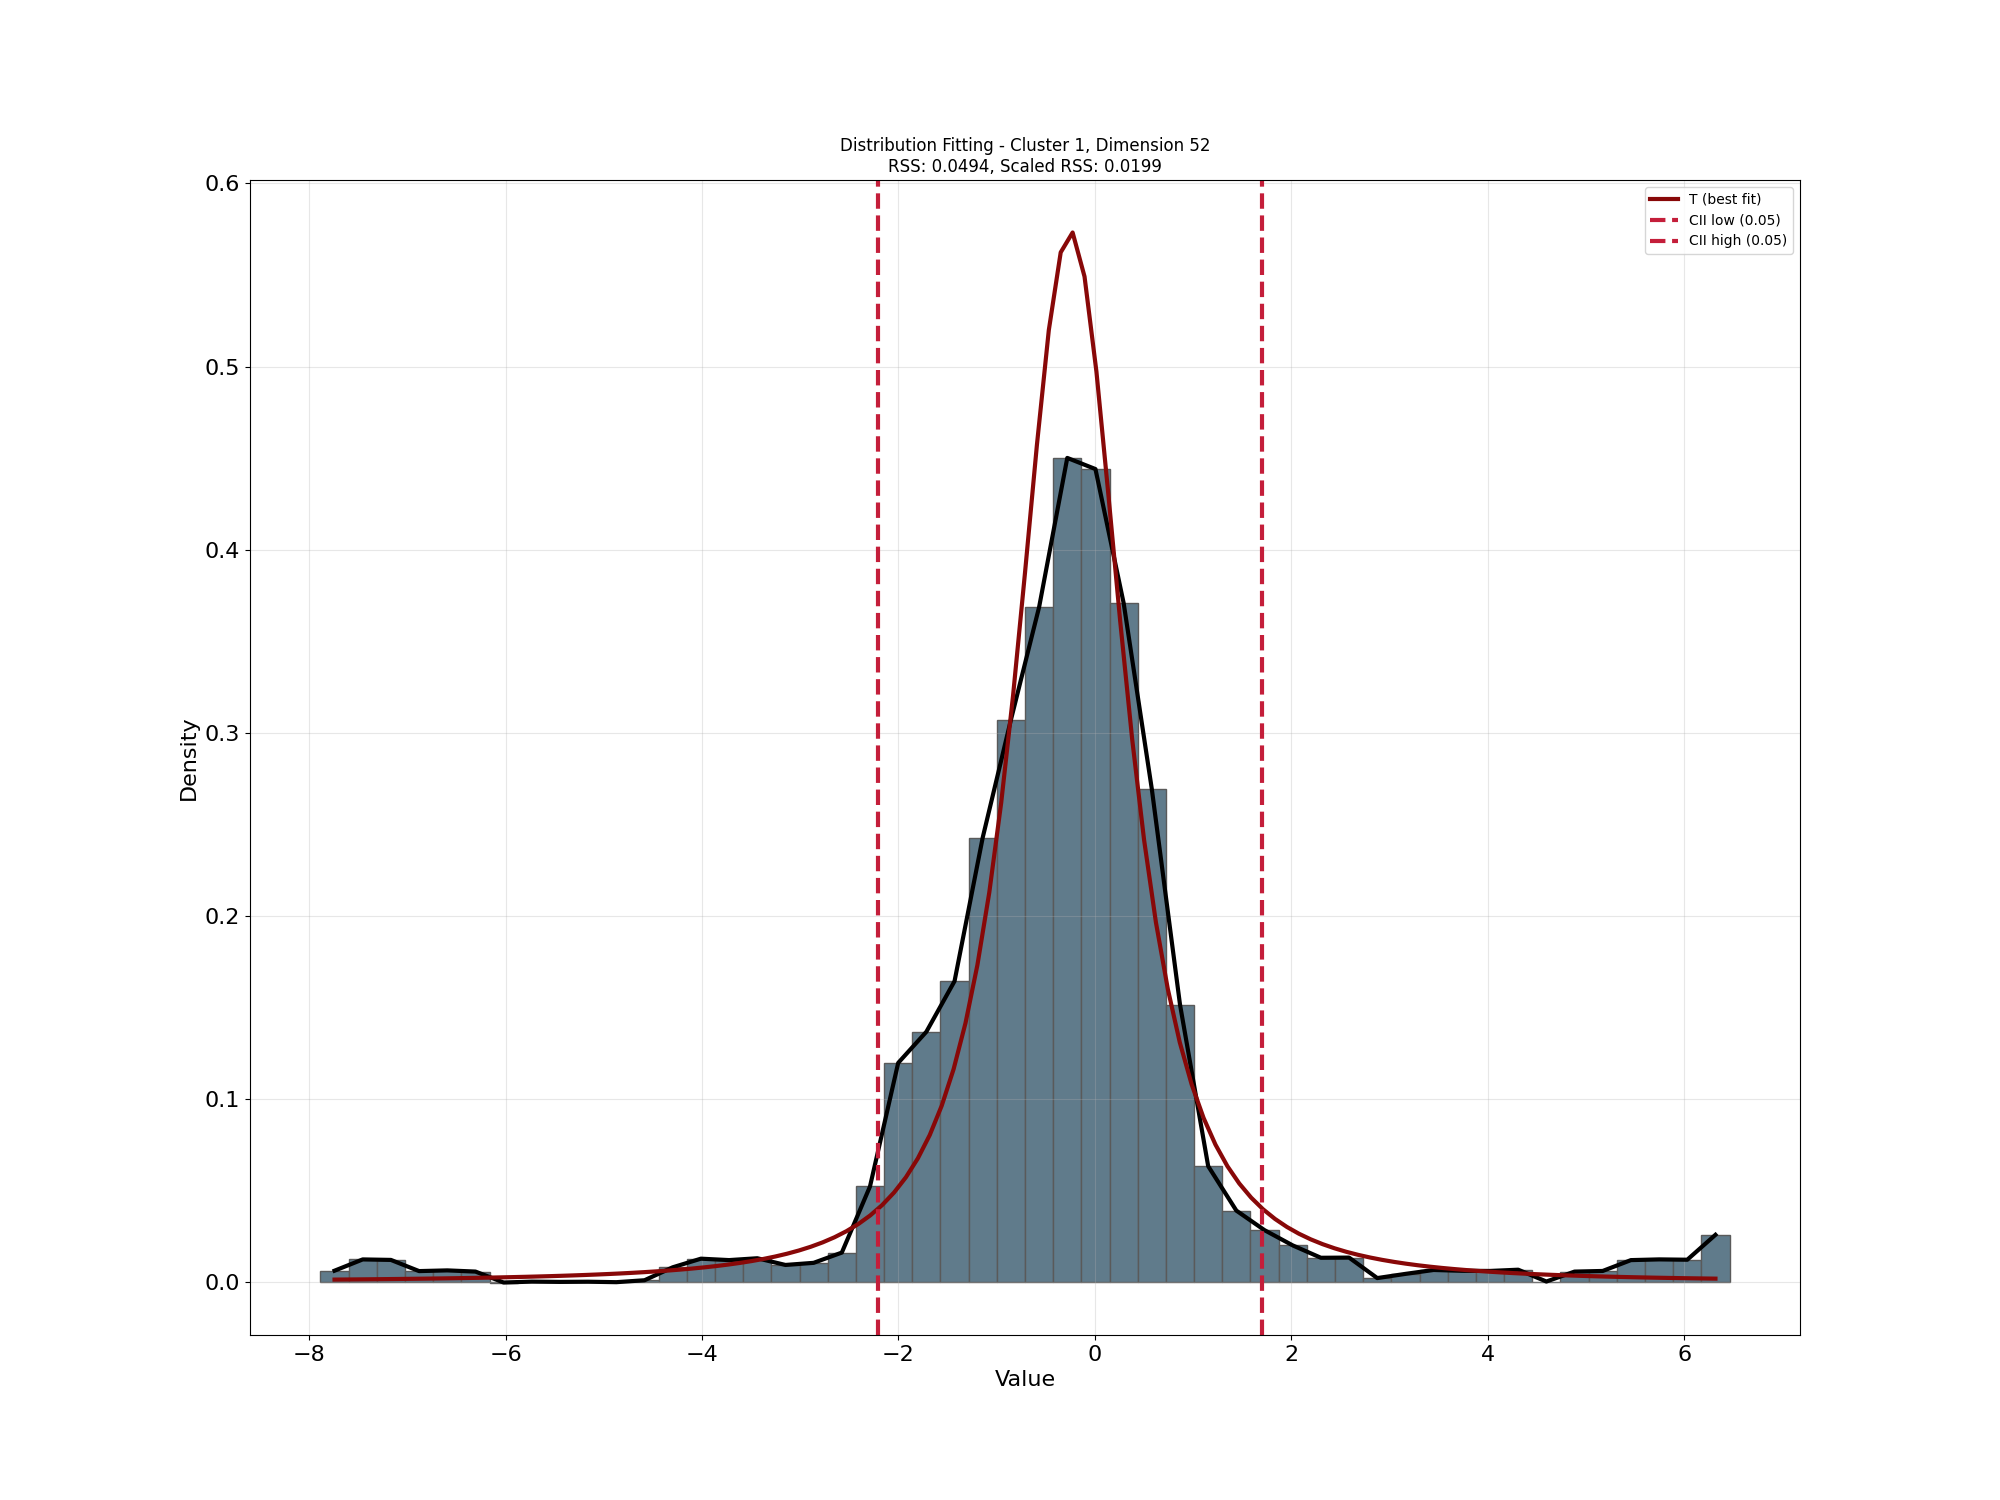 Distribution Fitting - Cluster 1, Dimension 52
RSS: 0.0494, Scaled RSS: 0.0199
T (best fit)
CII low (0.05)
CII high (0.05)
0.6
0.5
0.4
0.3
0.2
0.1
0.0
Density
−8 −6 −4 −2 0 2 4 6
Value